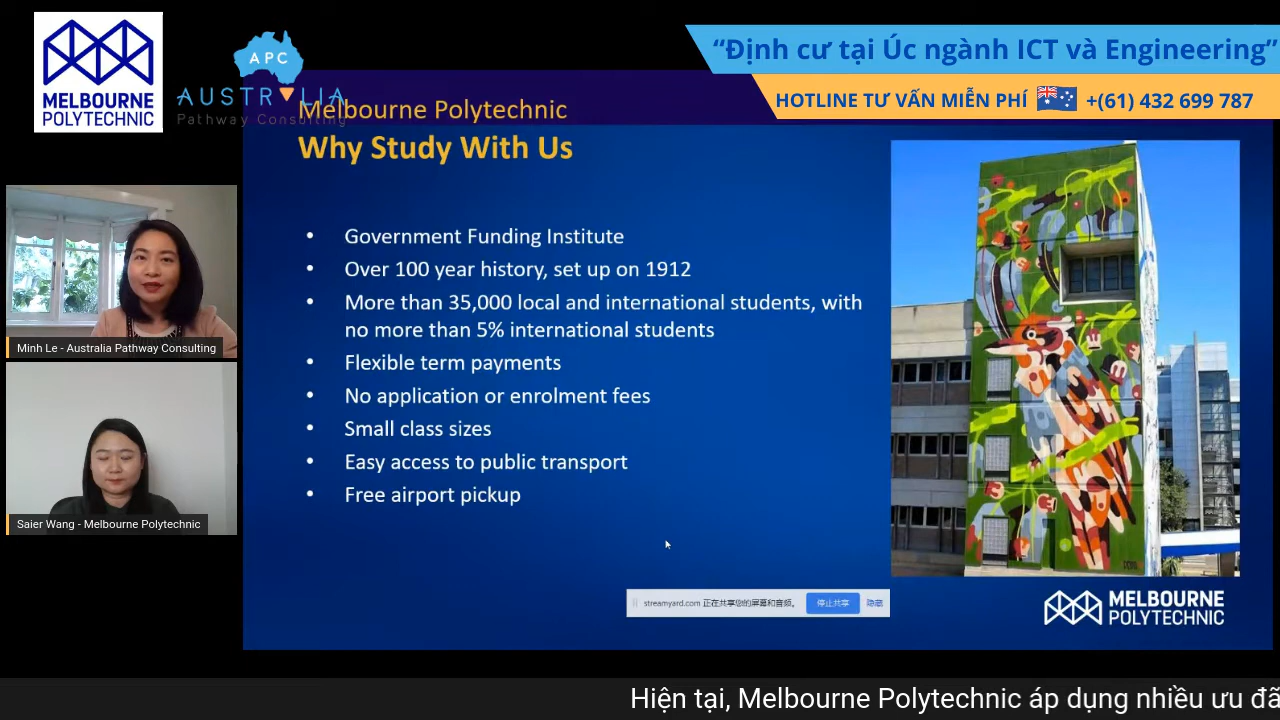 MELBOURNE
POLYTECHNIC
APC
AUSTRALIA
Pathway Consulting
“Định cư tại Úc ngành ICT và Engineering”
HOTLINE TƯ VẤN MIỄN PHÍ +(61) 432 699 787
Melbourne Polytechnic
Why Study With Us
• Government Funding Institute
• Over 100 year history, set up on 1912
• More than 35,000 local and international students, with
no more than 5% international students
• Flexible term payments
• No application or enrolment fees
• Small class sizes
• Easy access to public transport
• Free airport pickup
Minh Le - Australia Pathway Consulting
Saier Wang - Melbourne Polytechnic
streamyard.com 正在共享您的屏幕和音频。 停止共享 隐藏
MELBOURNE
POLYTECHNIC
Hiện tại, Melbourne Polytechnic áp dụng nhiều ưu đã